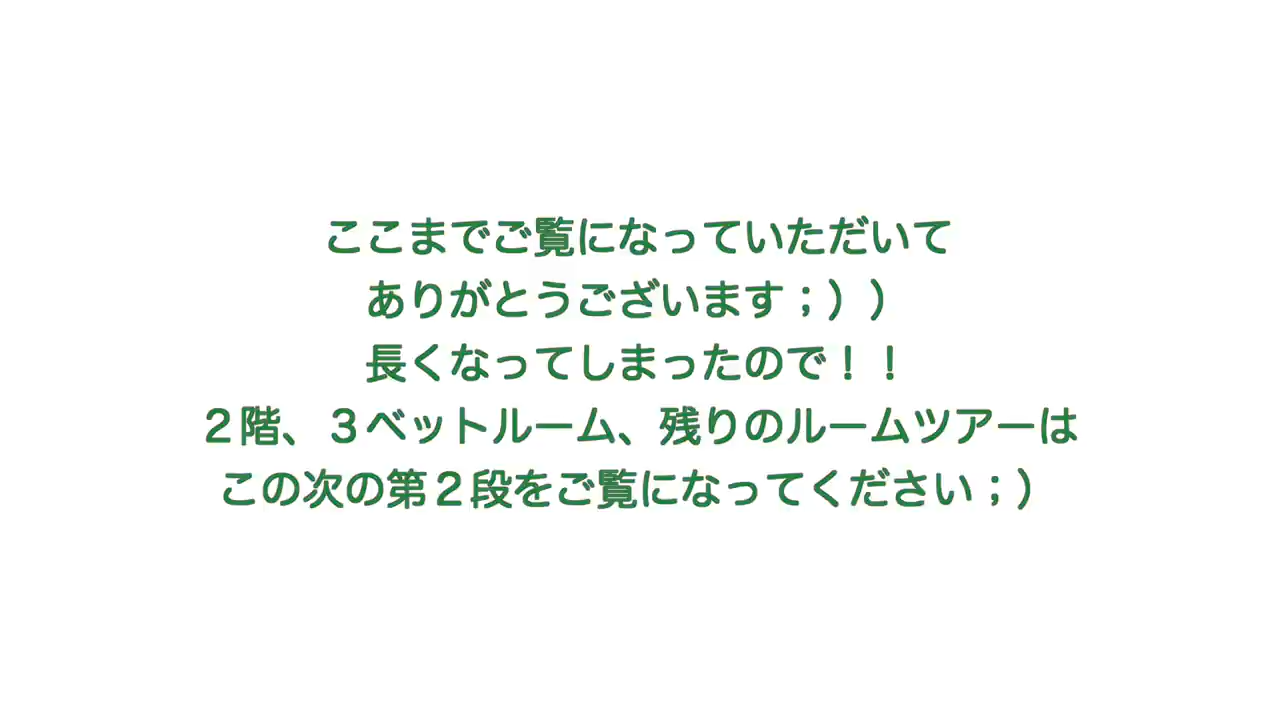 ここまでご覧になっていただいて
ありがとうございます；））
長くなってしまったので！！
２階、３ベットルーム、残りのルームツアーは
この次の第２段をご覧になってください；）